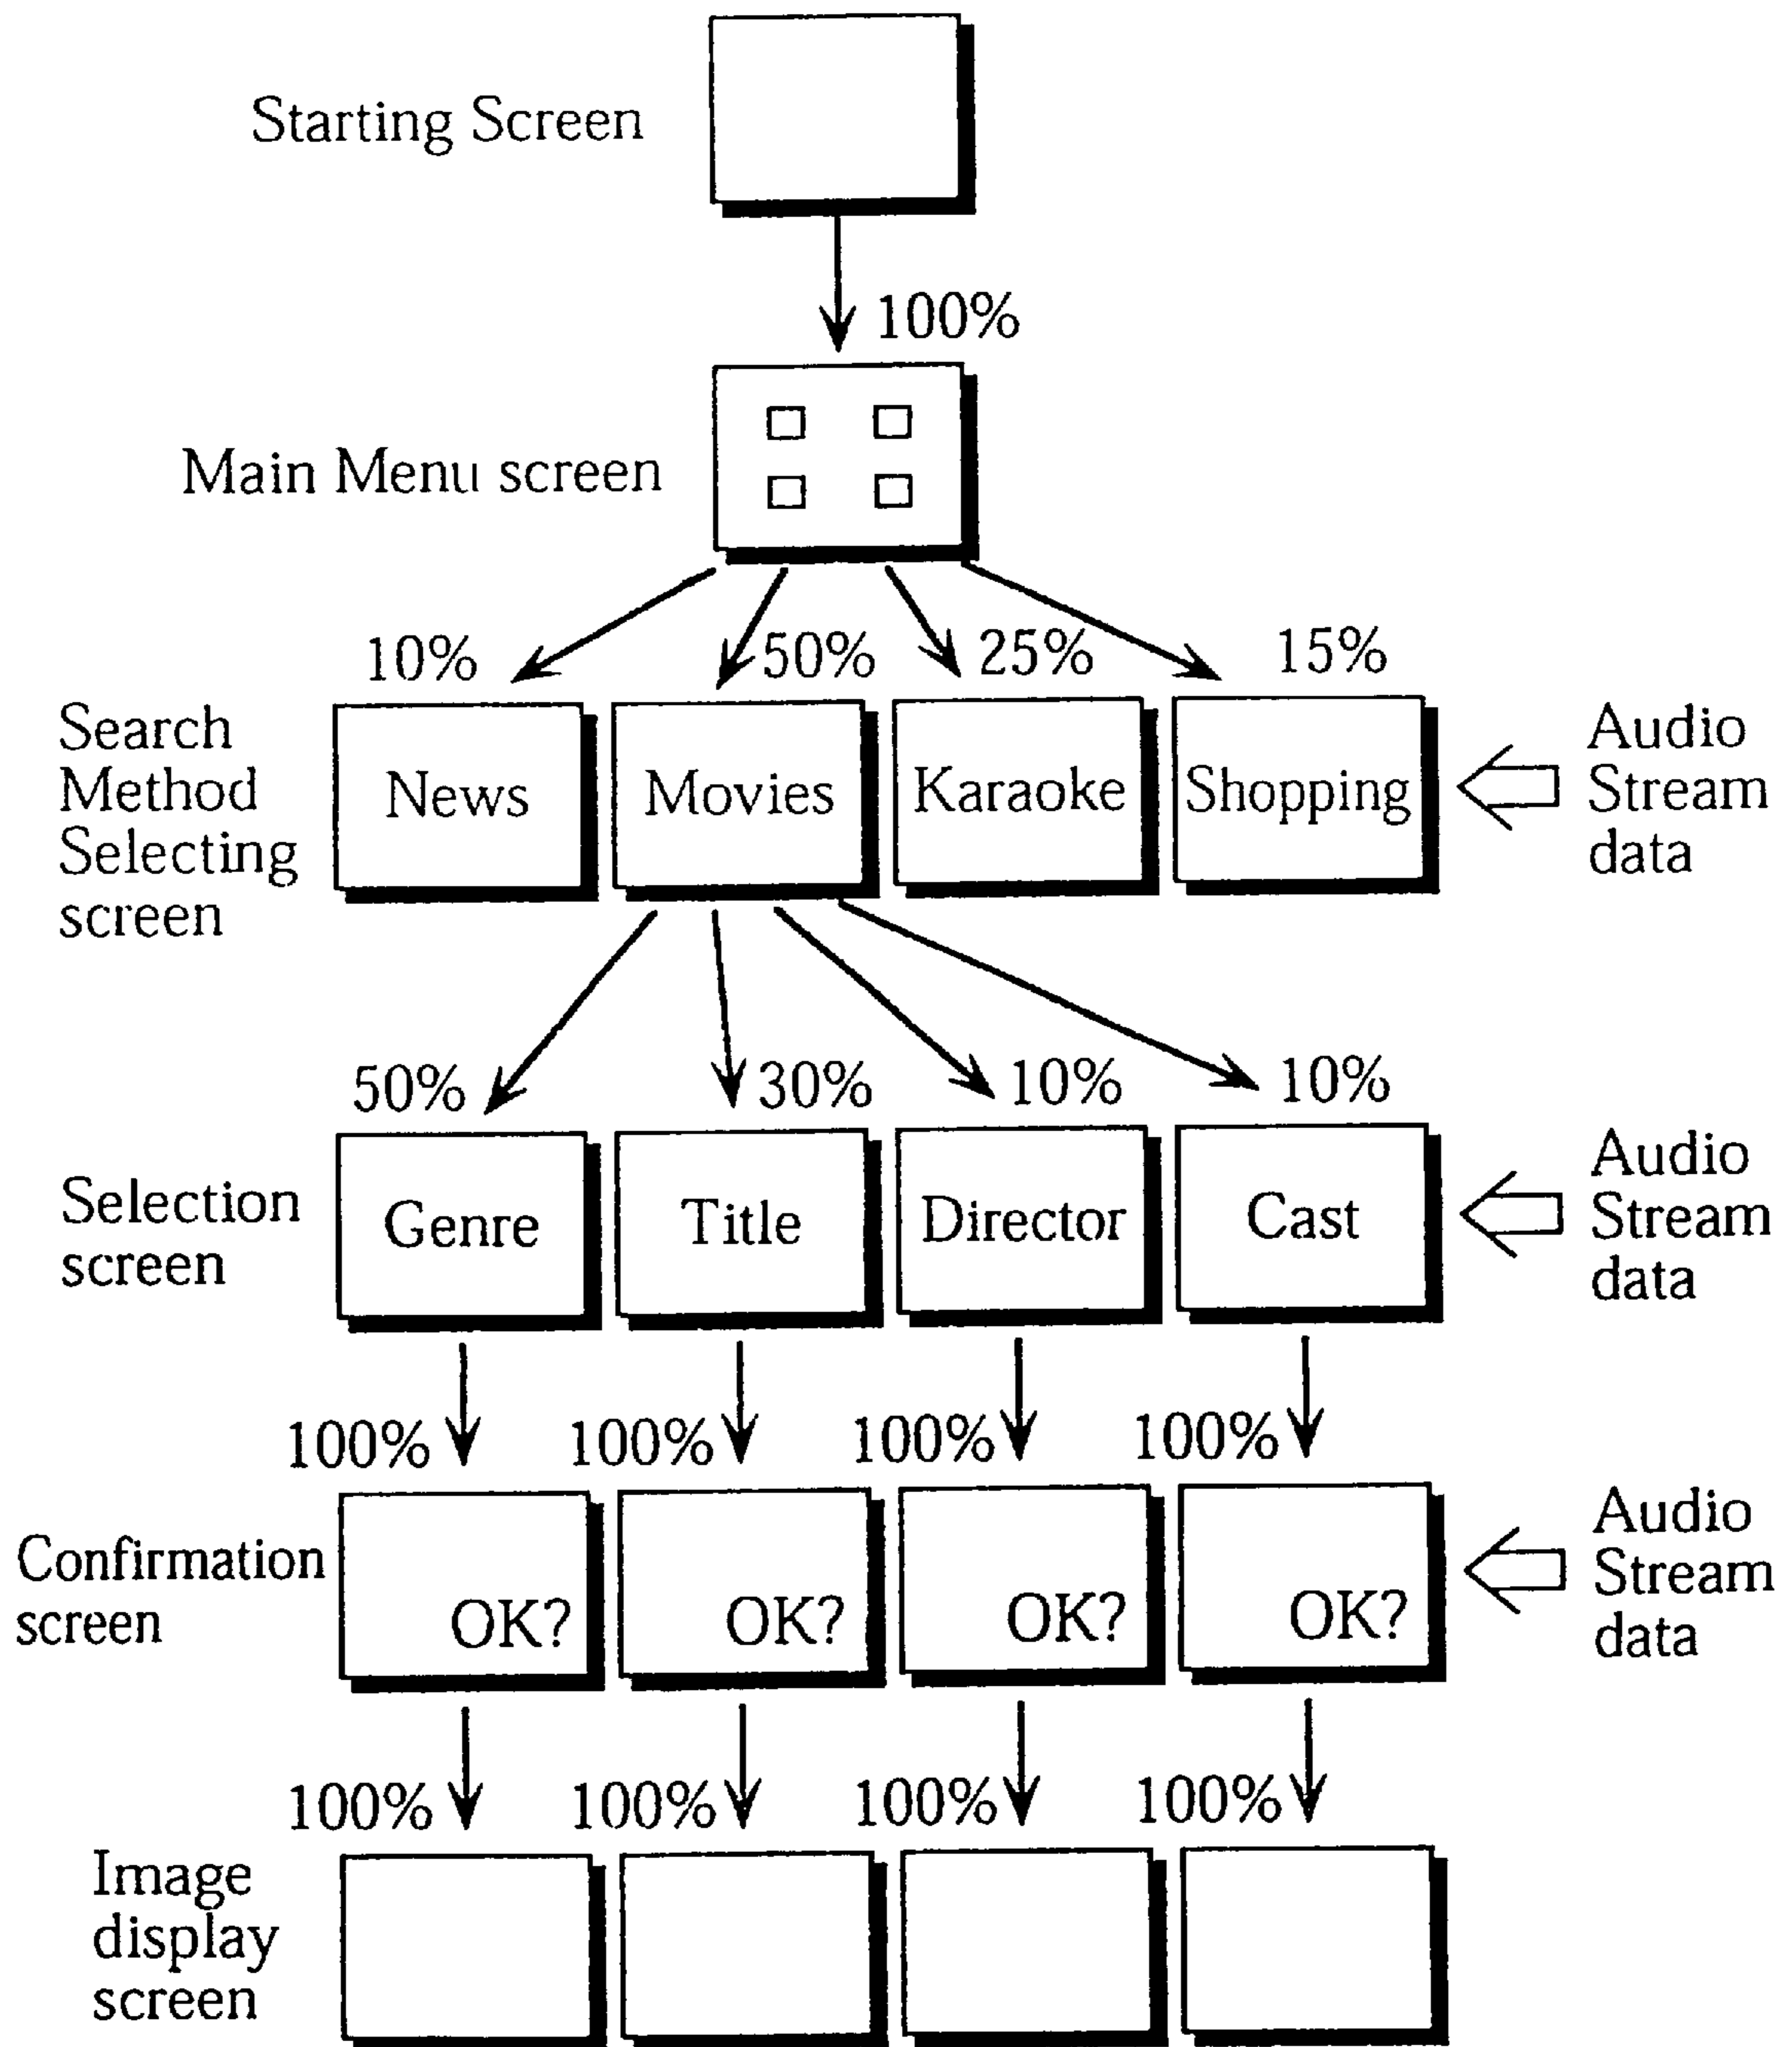 Starting Screen
100%
Main Menu screen
10%
50%
25%
15%
Search
Method
Selecting
screen
News
Movies
Karaoke
Shopping
Audio
Stream
data
50%
30%
10%
10%
Selection
screen
Genre
Title
Director
Cast
Audio
Stream
data
100%
100%
100%
100%
Confirmation
screen
OK?
OK?
OK?
OK?
Audio
Stream
data
100%
100%
100%
100%
Image
display
screen